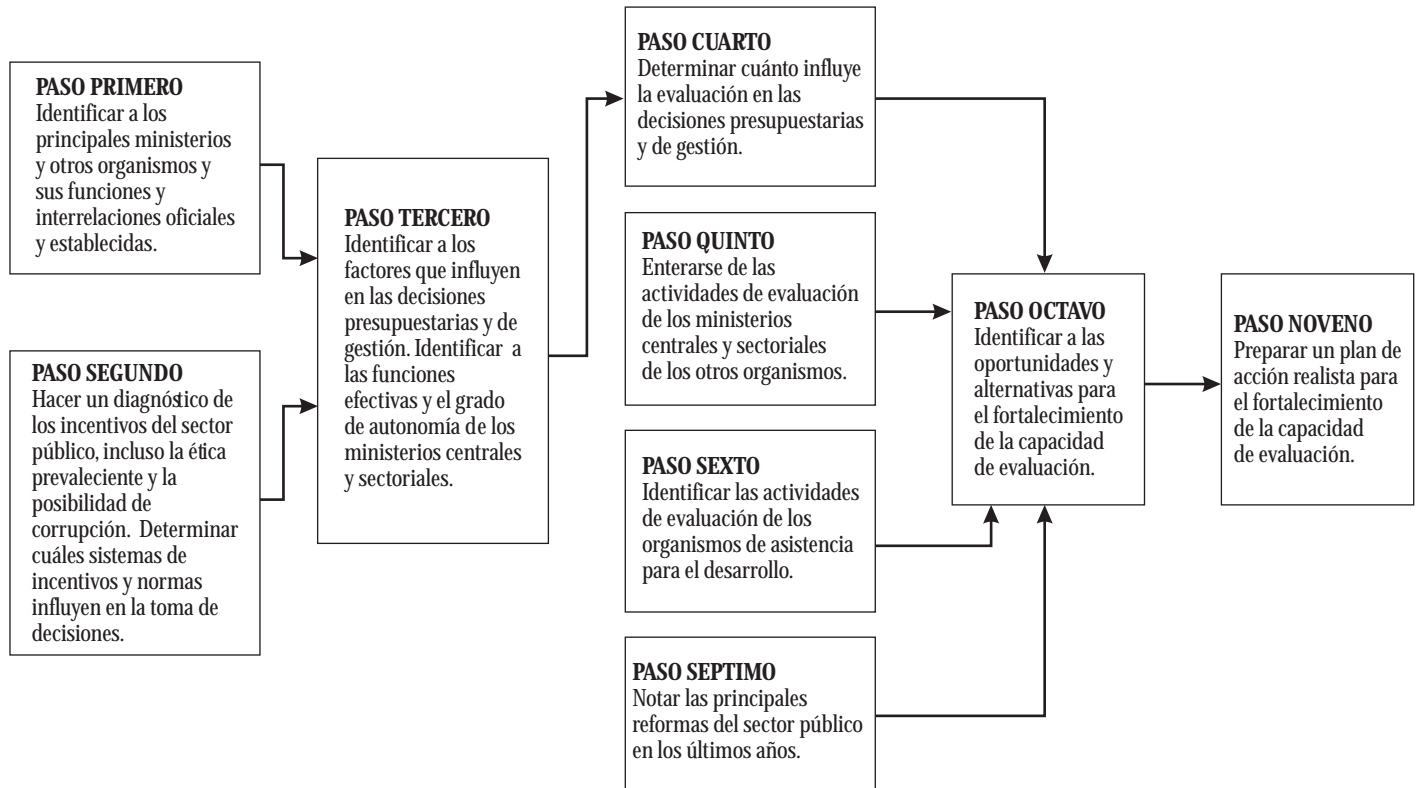 PASO PRIMERO
Identificar a los
principales ministerios
y otros organismos y
sus funciones y
interrelaciones oficiales
y establecidas.
PASO SEGUNDO
Hacer un diagnóstico de
los incentivos del sector
público, incluso la ética
prevaleciente y la
posibilidad de
corrupción. Determinar
cuáles sistemas de
incentivos y normas
influyen en la toma de
decisiones.
PASO TERCERO
Identificar a los
factores que influyen
en las decisiones
presupuestarias y de
gestión. Identificar a
las funciones
efectivas y el grado
de autonomía de los
ministerios centrales
y sectoriales.
PASO CUARTO
Determinar cuánto influye
la evaluación en las
decisiones presupuestarias
y de gestión.
PASO QUINTO
Enterarse de las
actividades de evaluación
de los ministerios
centrales y sectoriales
de los otros organismos.
PASO SEXTO
Identificar las actividades
de evaluación de los
organismos de asistencia
para el desarrollo.
PASO SEPTIMO
Notar las principales
reformas del sector público
en los últimos años.
PASO OCTAVO
Identificar a las
oportunidades y
alternativas para
el fortalecimiento
de la capacidad
de evaluación.
PASO NOVENO
Preparar un plan de
acción realista para
el fortalecimiento
de la capacidad
de evaluación.